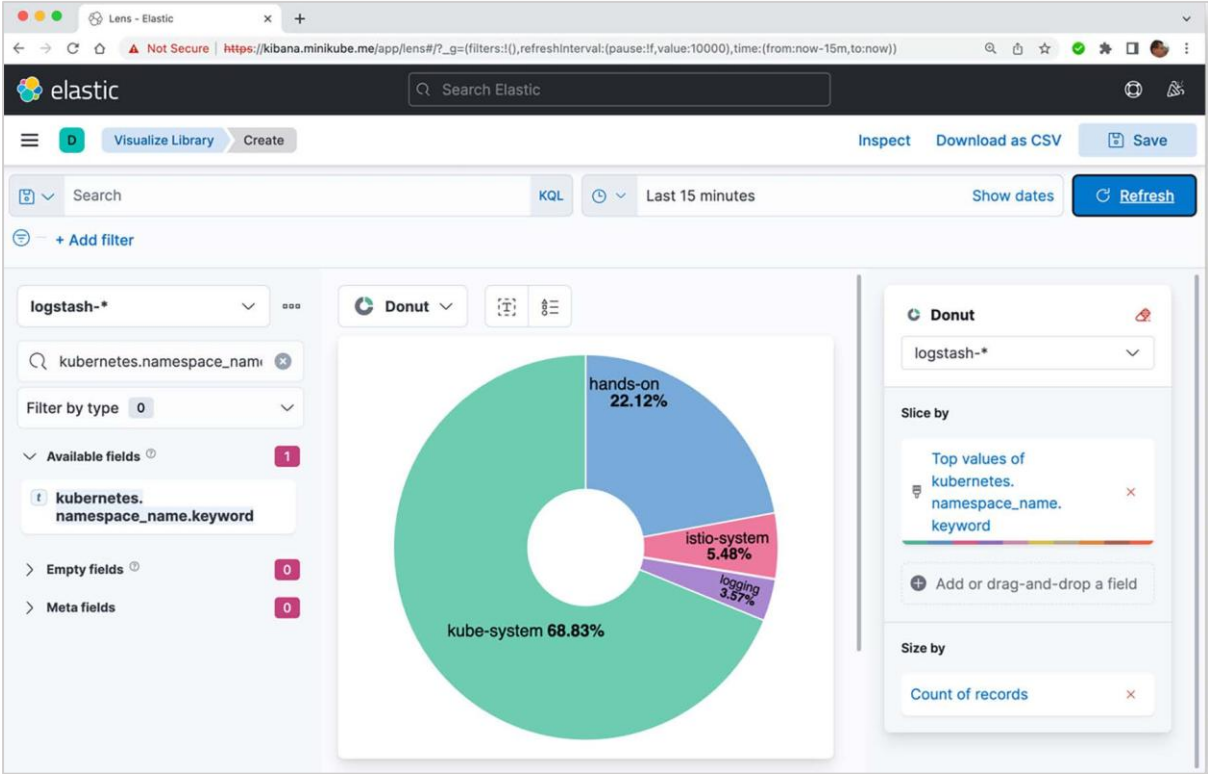 Lens - Elastic
Not Secure https://kibana.minikube.me/app/lens#/?_g=(filters:!(),refreshInterval:(pause:!f,value:10000),time:(from:now-15m,to:now))
elastic
Search Elastic
D Visualize Library Create
Inspect Download as CSV Save
Search KQL
Last 15 minutes Show dates Refresh
+ Add filter
logstash-*
kubernetes.namespace_nam
Filter by type 0
Available fields 1
t kubernetes.
namespace_name.keyword
Empty fields 0
Meta fields 0
Donut
hands-on
22.12%
istio-system
5.48%
logging
3.57%
kube-system 68.83%
Donut
logstash-*
Slice by
Top values of
kubernetes.
namespace_name.
keyword
Add or drag-and-drop a field
Size by
Count of records